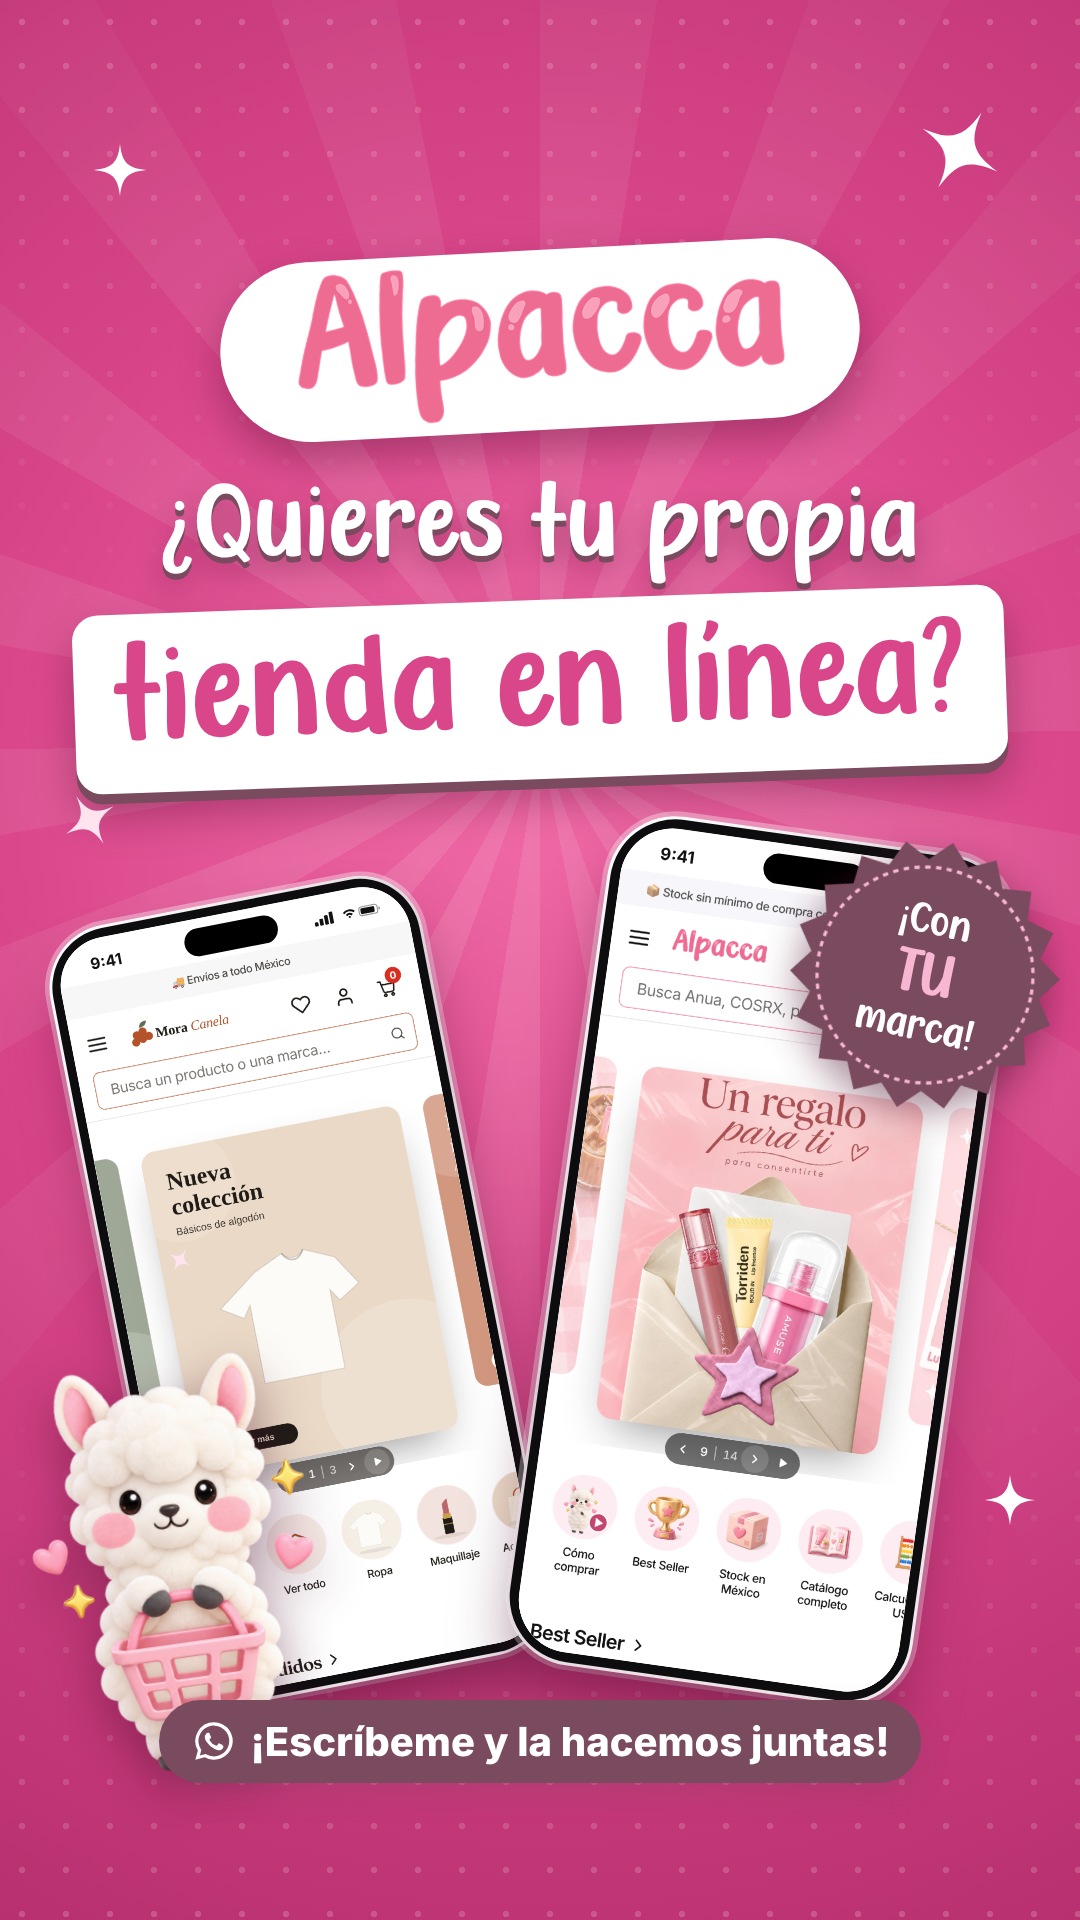 Alpacca
¿Quieres tu propia
tienda en línea?
9:41
🚚 Envíos a todo México
Mora Canela
0
Busca un producto o una marca...
Nueva
colección
Básicos de algodón
más
1 | 3
Ver todo
Ropa
Maquillaje
9:41
📦 Stock sin mínimo de compra
Alpacca
Busca Anua, COSRX, p
¡Con
TU
marca!
Un regalo
para ti
para consentirte
Torriden
AMUSE
9 | 14
Cómo
comprar
Best Seller
Stock en
México
Catálogo
completo
Best Seller
¡Escríbeme y la hacemos juntas!